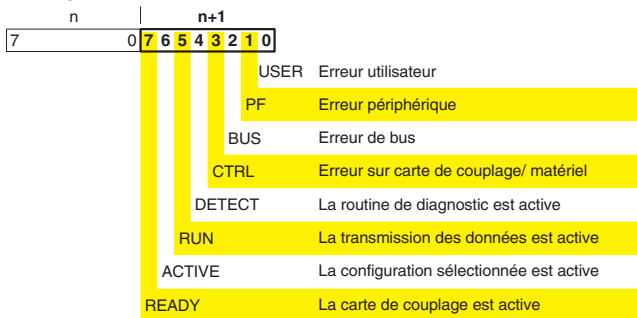 n n+1
7 0 7 6 5 4 3 2 1 0
USER Erreur utilisateur
PF Erreur périphérique
BUS Erreur de bus
CTRL Erreur sur carte de couplage/ matériel
DETECT La routine de diagnostic est active
RUN La transmission des données est active
ACTIVE La configuration sélectionnée est active
READY La carte de couplage est active